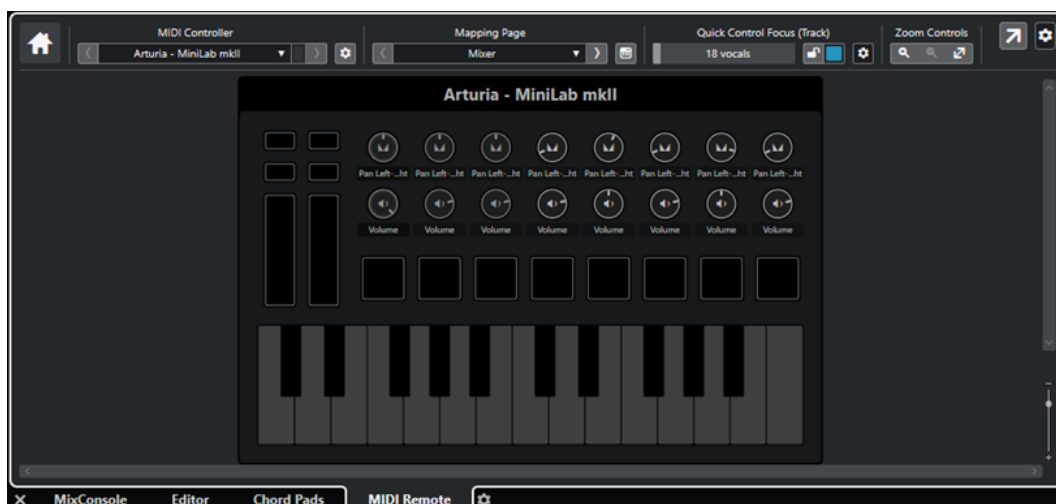 MIDI Controller Mapping Page Quick Control Focus (Track) Zoom Controls
Arturia - MiniLab mkII Mixer 18 vocals
Arturia - MiniLab mkII
Pan Left-...ht Pan Left-...ht Pan Left-...ht Pan Left-...ht Pan Left-...ht Pan Left-...ht Pan Left-...ht Pan Left-...ht
Volume Volume Volume Volume Volume Volume Volume Volume
MixConsole Editor Chord Pads MIDI Remote